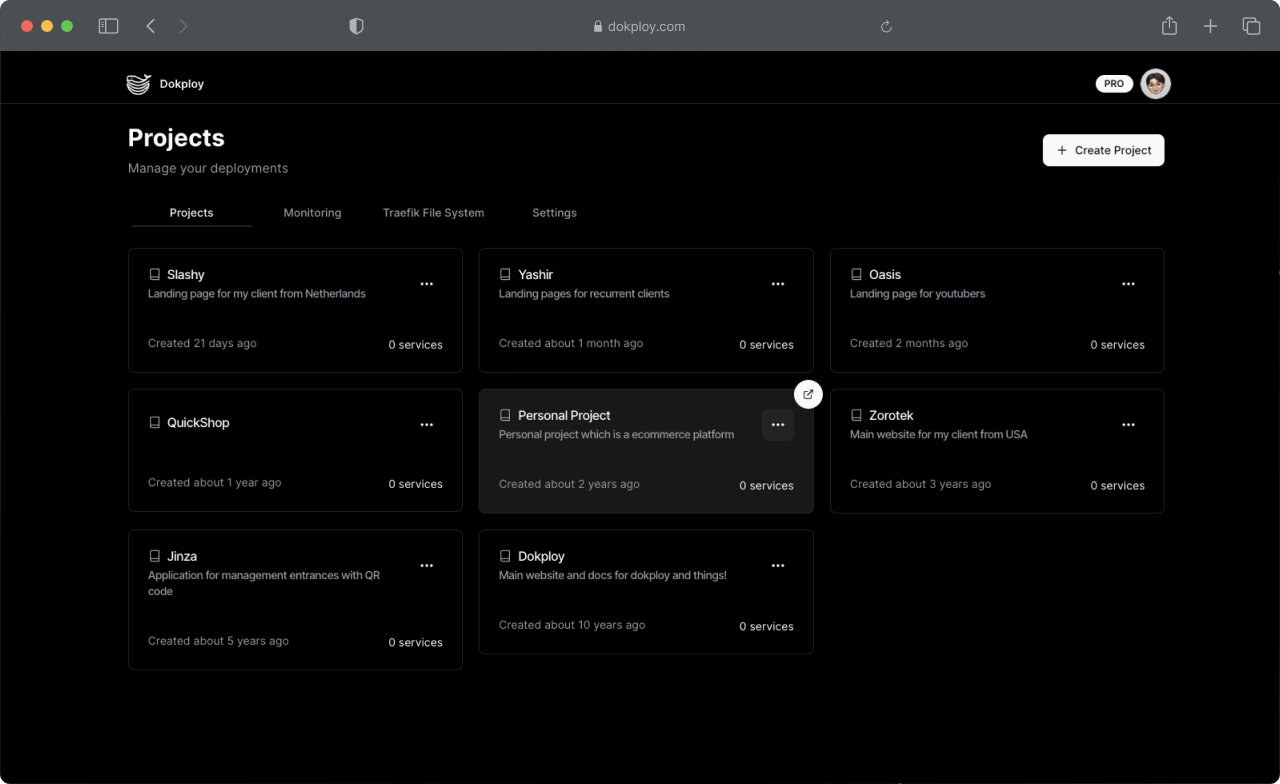 dokploy.com
Dokploy
PRO
Projects
Manage your deployments
+ Create Project
Projects
Monitoring
Traefik File System
Settings
Slashy
Landing page for my client from Netherlands
Created 21 days ago
0 services
Yashir
Landing pages for recurrent clients
Created about 1 month ago
0 services
Oasis
Landing page for youtubers
Created 2 months ago
0 services
QuickShop
Created about 1 year ago
0 services
Personal Project
Personal project which is a ecommerce platform
Created about 2 years ago
0 services
Zorotek
Main website for my client from USA
Created about 3 years ago
0 services
Jinza
Application for management entrances with QR
code
Created about 5 years ago
0 services
Dokploy
Main website and docs for dokploy and things!
Created about 10 years ago
0 services